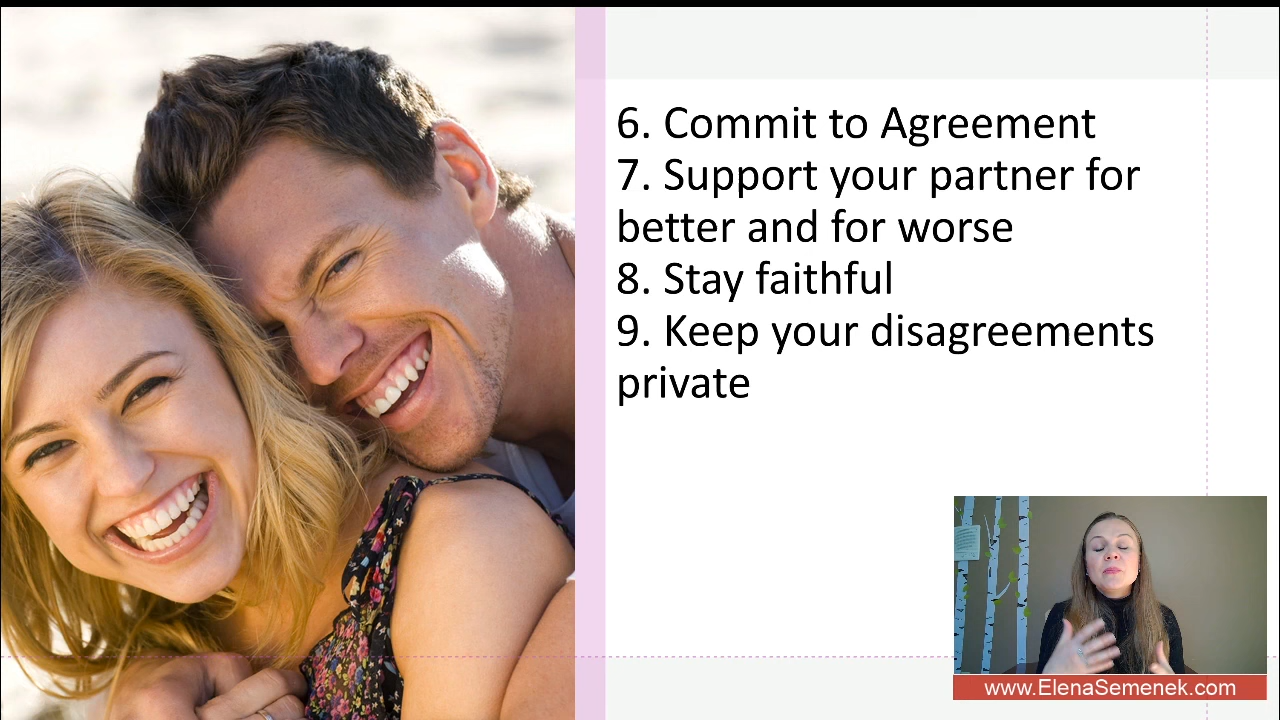 6. Commit to Agreement
7. Support your partner for
better and for worse
8. Stay faithful
9. Keep your disagreements
private
www.ElenaSemenek.com